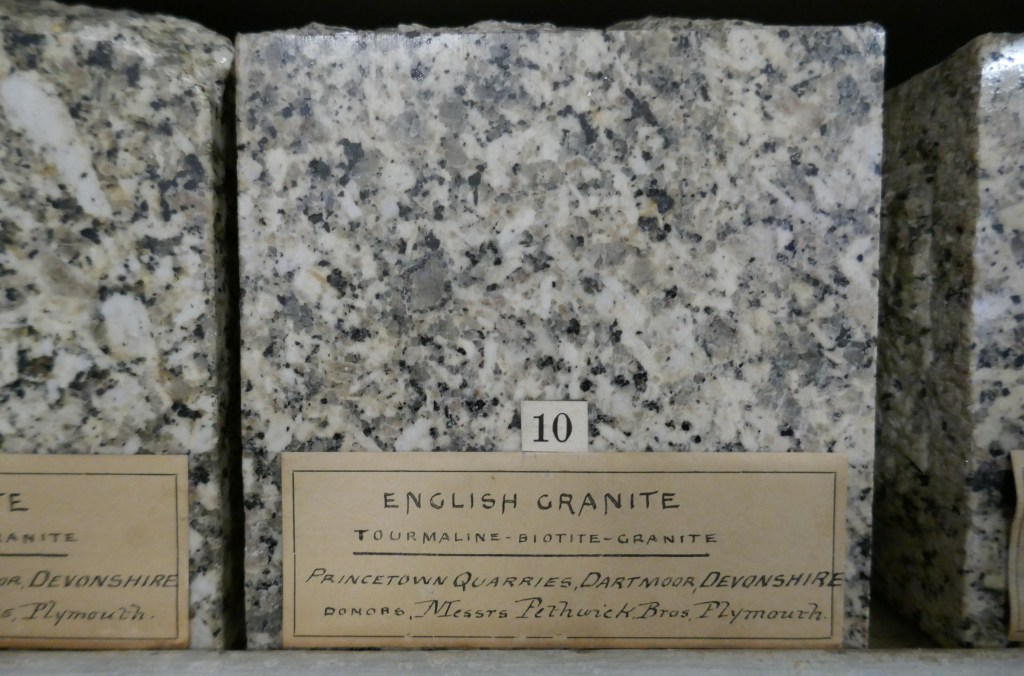 10
ENGLISH GRANITE
TOURMALINE-BIOTITE-GRANITE
PRINCETOWN QUARRIES, DARTMOOR, DEVONSHIRE
DONORS, Messrs Pethwick Bros, Plymouth.
TE
RANITE
OR, DEVONSHIRE
s, Plymouth.